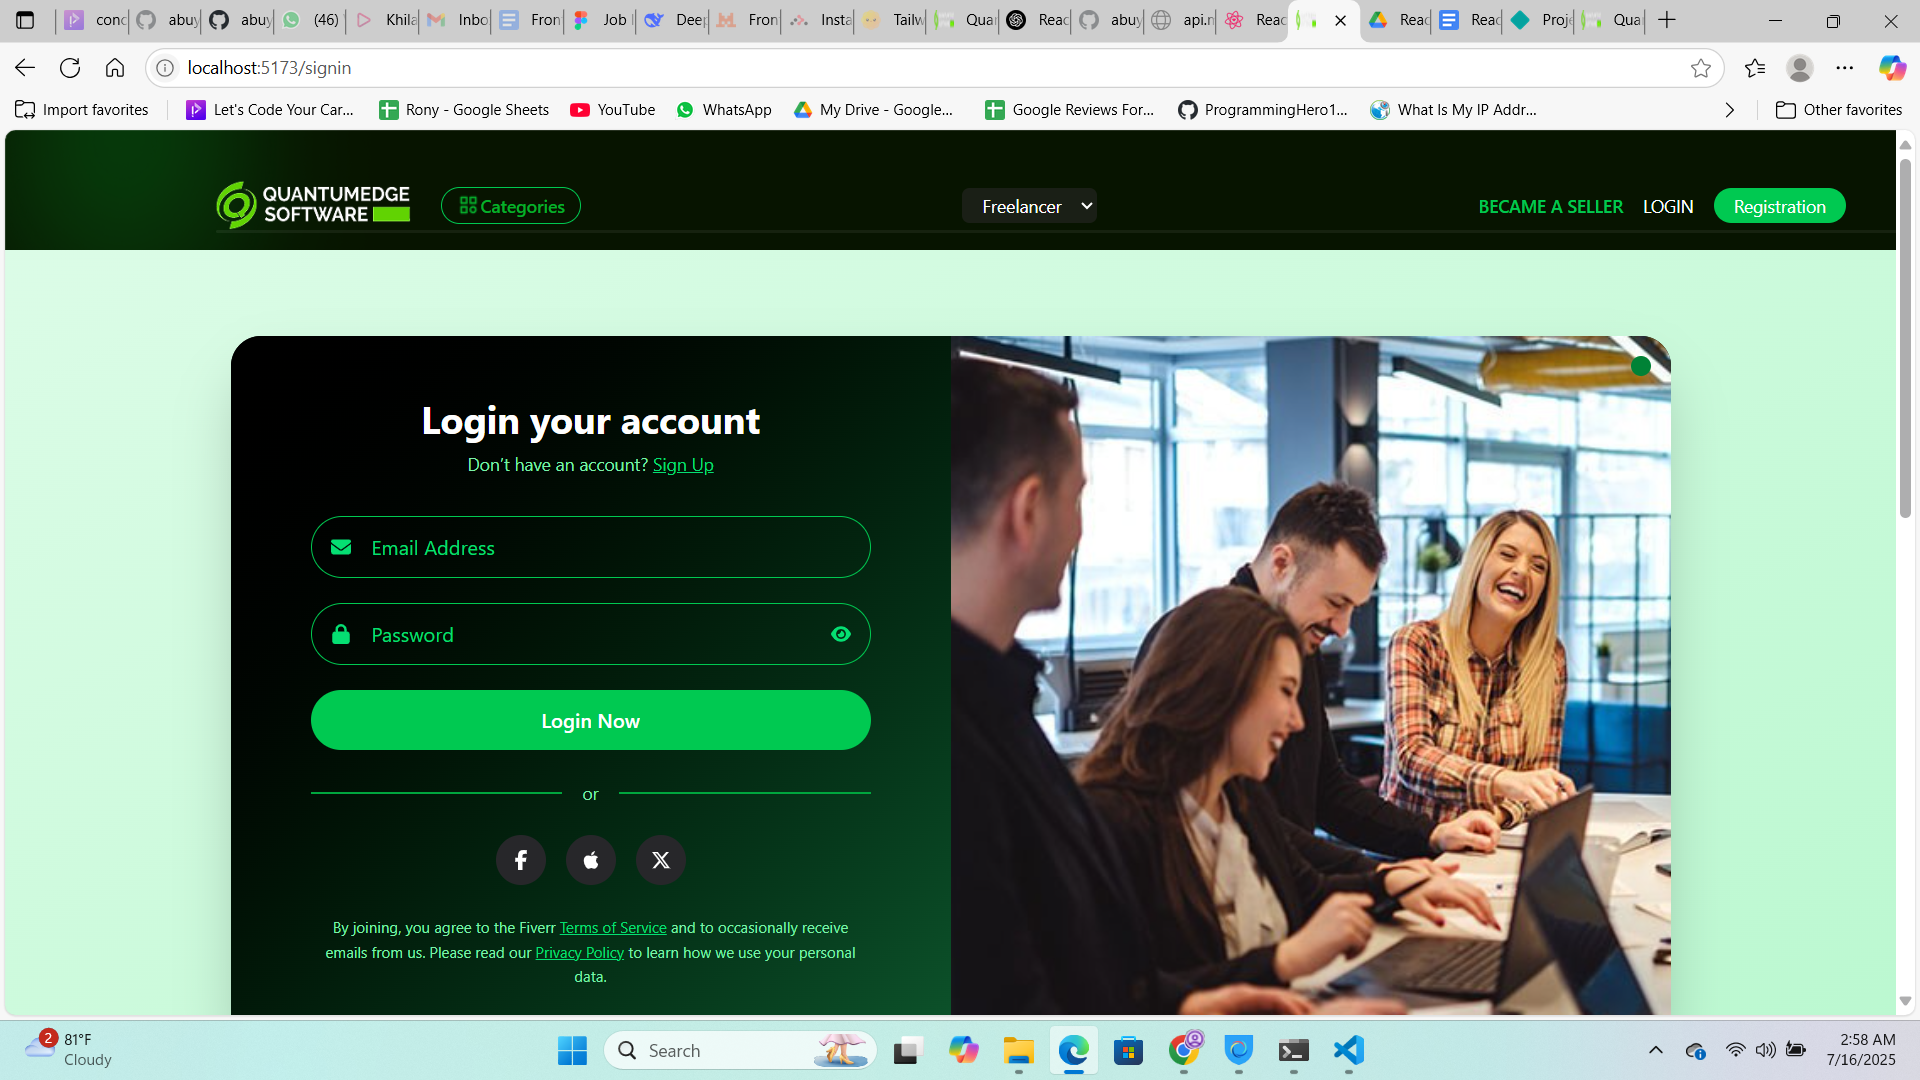 conc
abuy
abuy
(46)
Khila
Inbo
Fron
Job I
Deep
Fron
Insta
Tailw
Quar
Reac
abuy
api.n
Reac
Reac
Reac
Proje
Quar
localhost:5173/signin
Import favorites
Let's Code Your Car...
Rony - Google Sheets
YouTube
WhatsApp
My Drive - Google...
Google Reviews For...
ProgrammingHero1...
What Is My IP Addr...
Other favorites
QUANTUMEDGE
SOFTWARE
Categories
Freelancer
BECAME A SELLER
LOGIN
Registration
Login your account
Don't have an account? Sign Up
Email Address
Password
Login Now
or
By joining, you agree to the Fiverr Terms of Service and to occasionally receive
emails from us. Please read our Privacy Policy to learn how we use your personal
data.
2
81°F
Cloudy
Search
2:58 AM
7/16/2025